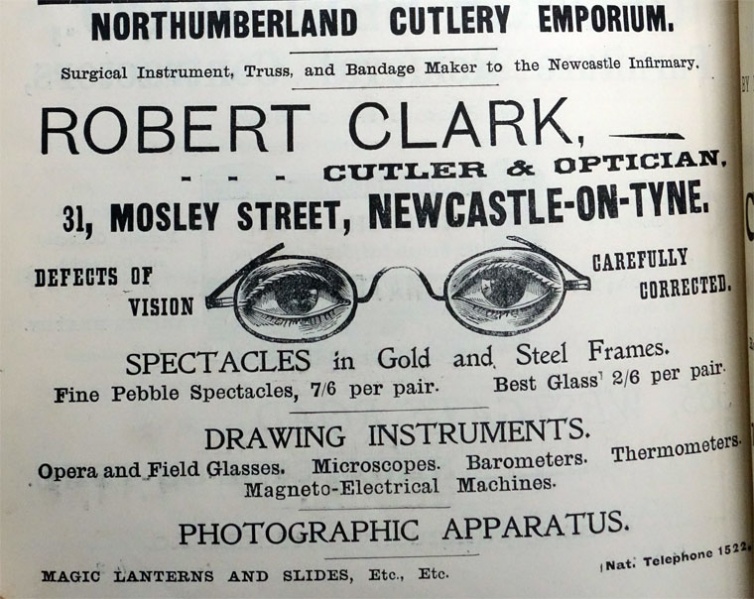 NORTHUMBERLAND CUTLERY EMPORIUM.
Surgical Instrument, Truss, and Bandage Maker to the Newcastle Infirmary.
ROBERT CLARK,
- - - CUTLER & OPTICIAN,
31, MOSLEY STREET, NEWCASTLE-ON-TYNE.
DEFECTS OF
VISION
CAREFULLY
CORRECTED.
SPECTACLES in Gold and Steel Frames.
Fine Pebble Spectacles, 7/6 per pair. Best Glass' 2/6 per pair.
DRAWING INSTRUMENTS.
Opera and Field Glasses. Microscopes. Barometers. Thermometers.
Magneto-Electrical Machines.
PHOTOGRAPHIC APPARATUS.
MAGIC LANTERNS AND SLIDES, Etc., Etc.
Nat. Telephone 1522.
BY